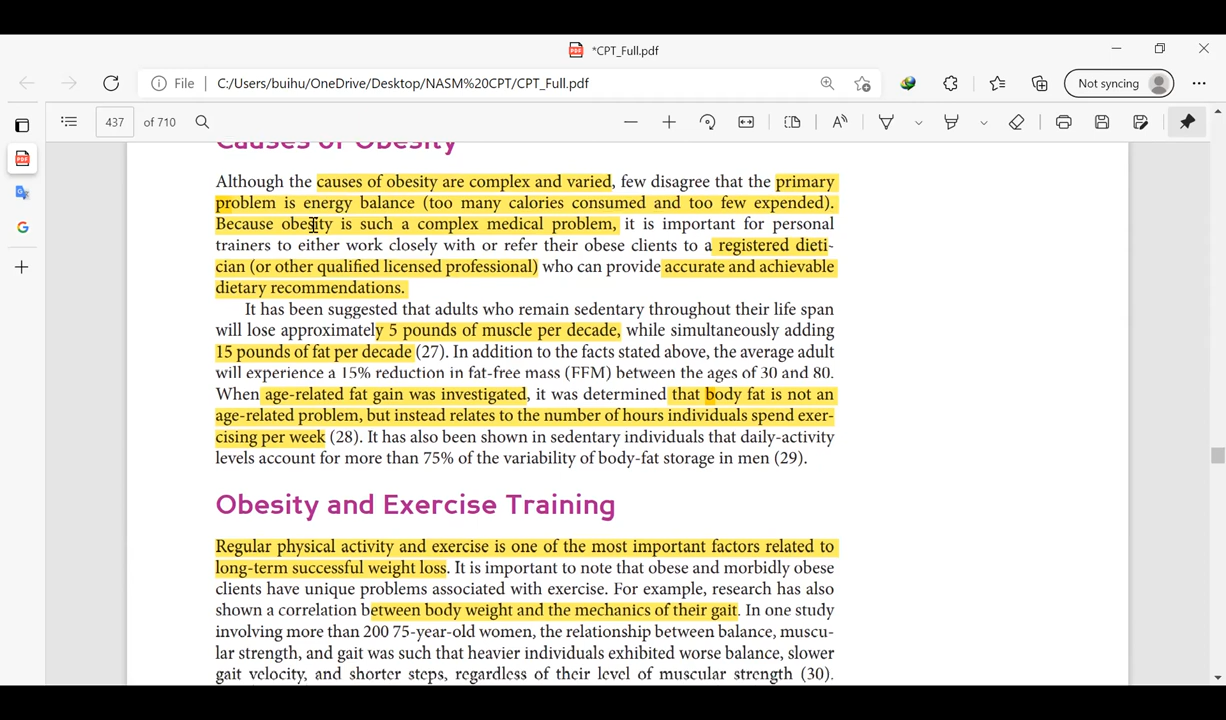 *CPT_Full.pdf
File | C:/Users/buihu/OneDrive/Desktop/NASM%20CPT/CPT_Full.pdf
Not syncing
437 of 710
Causes of Obesity
Although the causes of obesity are complex and varied, few disagree that the primary
problem is energy balance (too many calories consumed and too few expended).
Because obesity is such a complex medical problem, it is important for personal
trainers to either work closely with or refer their obese clients to a registered dieti-
cian (or other qualified licensed professional) who can provide accurate and achievable
dietary recommendations.
It has been suggested that adults who remain sedentary throughout their life span
will lose approximately 5 pounds of muscle per decade, while simultaneously adding
15 pounds of fat per decade (27). In addition to the facts stated above, the average adult
will experience a 15% reduction in fat-free mass (FFM) between the ages of 30 and 80.
When age-related fat gain was investigated, it was determined that body fat is not an
age-related problem, but instead relates to the number of hours individuals spend exer-
cising per week (28). It has also been shown in sedentary individuals that daily-activity
levels account for more than 75% of the variability of body-fat storage in men (29).
Obesity and Exercise Training
Regular physical activity and exercise is one of the most important factors related to
long-term successful weight loss. It is important to note that obese and morbidly obese
clients have unique problems associated with exercise. For example, research has also
shown a correlation between body weight and the mechanics of their gait. In one study
involving more than 200 75-year-old women, the relationship between balance, muscu-
lar strength, and gait was such that heavier individuals exhibited worse balance, slower
gait velocity, and shorter steps, regardless of their level of muscular strength (30).